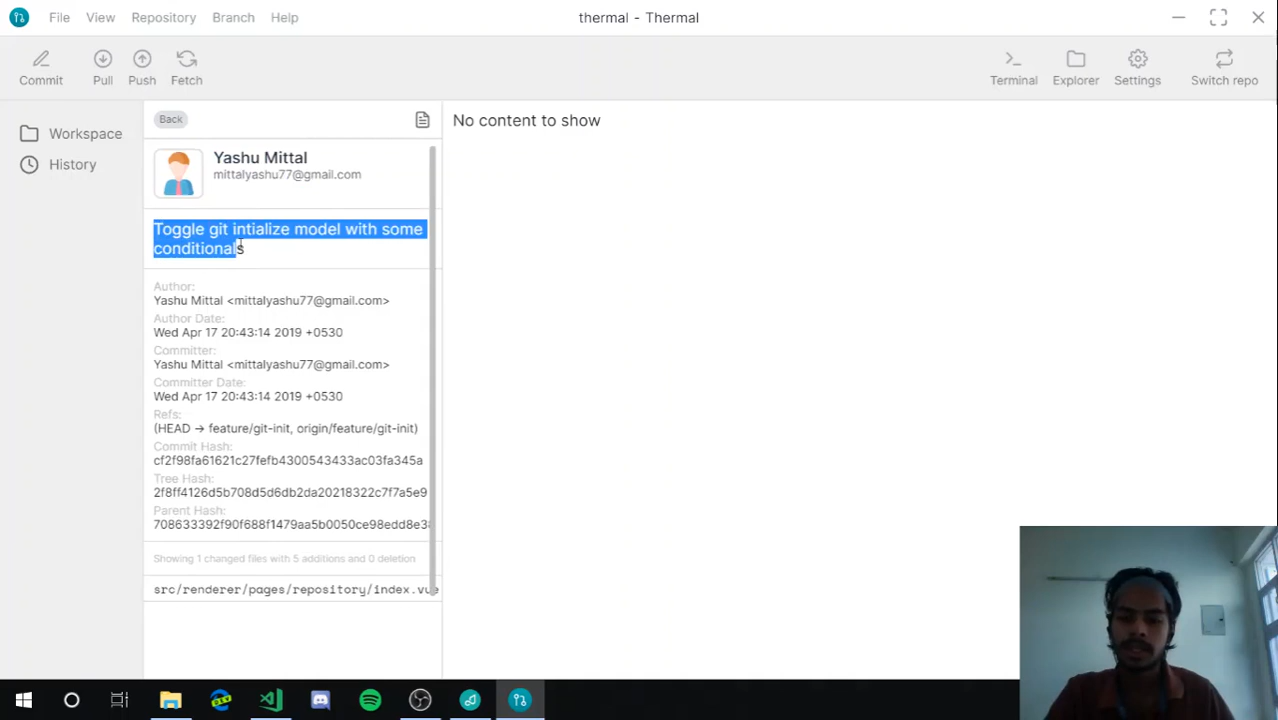 File View Repository Branch Help thermal - Thermal
Commit Pull Push Fetch Terminal Explorer Settings Switch repo
Workspace
History
Back
Yashu Mittal
mittalyashu77@gmail.com
Toggle git intialize model with some
conditionals
Author:
Yashu Mittal <mittalyashu77@gmail.com>
Author Date:
Wed Apr 17 20:43:14 2019 +0530
Committer:
Yashu Mittal <mittalyashu77@gmail.com>
Committer Date:
Wed Apr 17 20:43:14 2019 +0530
Refs:
(HEAD → feature/git-init, origin/feature/git-init)
Commit Hash:
cf2f98fa61621c27fefb4300543433ac03fa345a
Tree Hash:
2f8ff4126d5b708d5d6db2da20218322c7f7a5e9
Parent Hash:
708633392f90f688f1479aa5b0050ce98edd8e38
Showing 1 changed files with 5 additions and 0 deletion
src/renderer/pages/repository/index.vue
No content to show
DEV